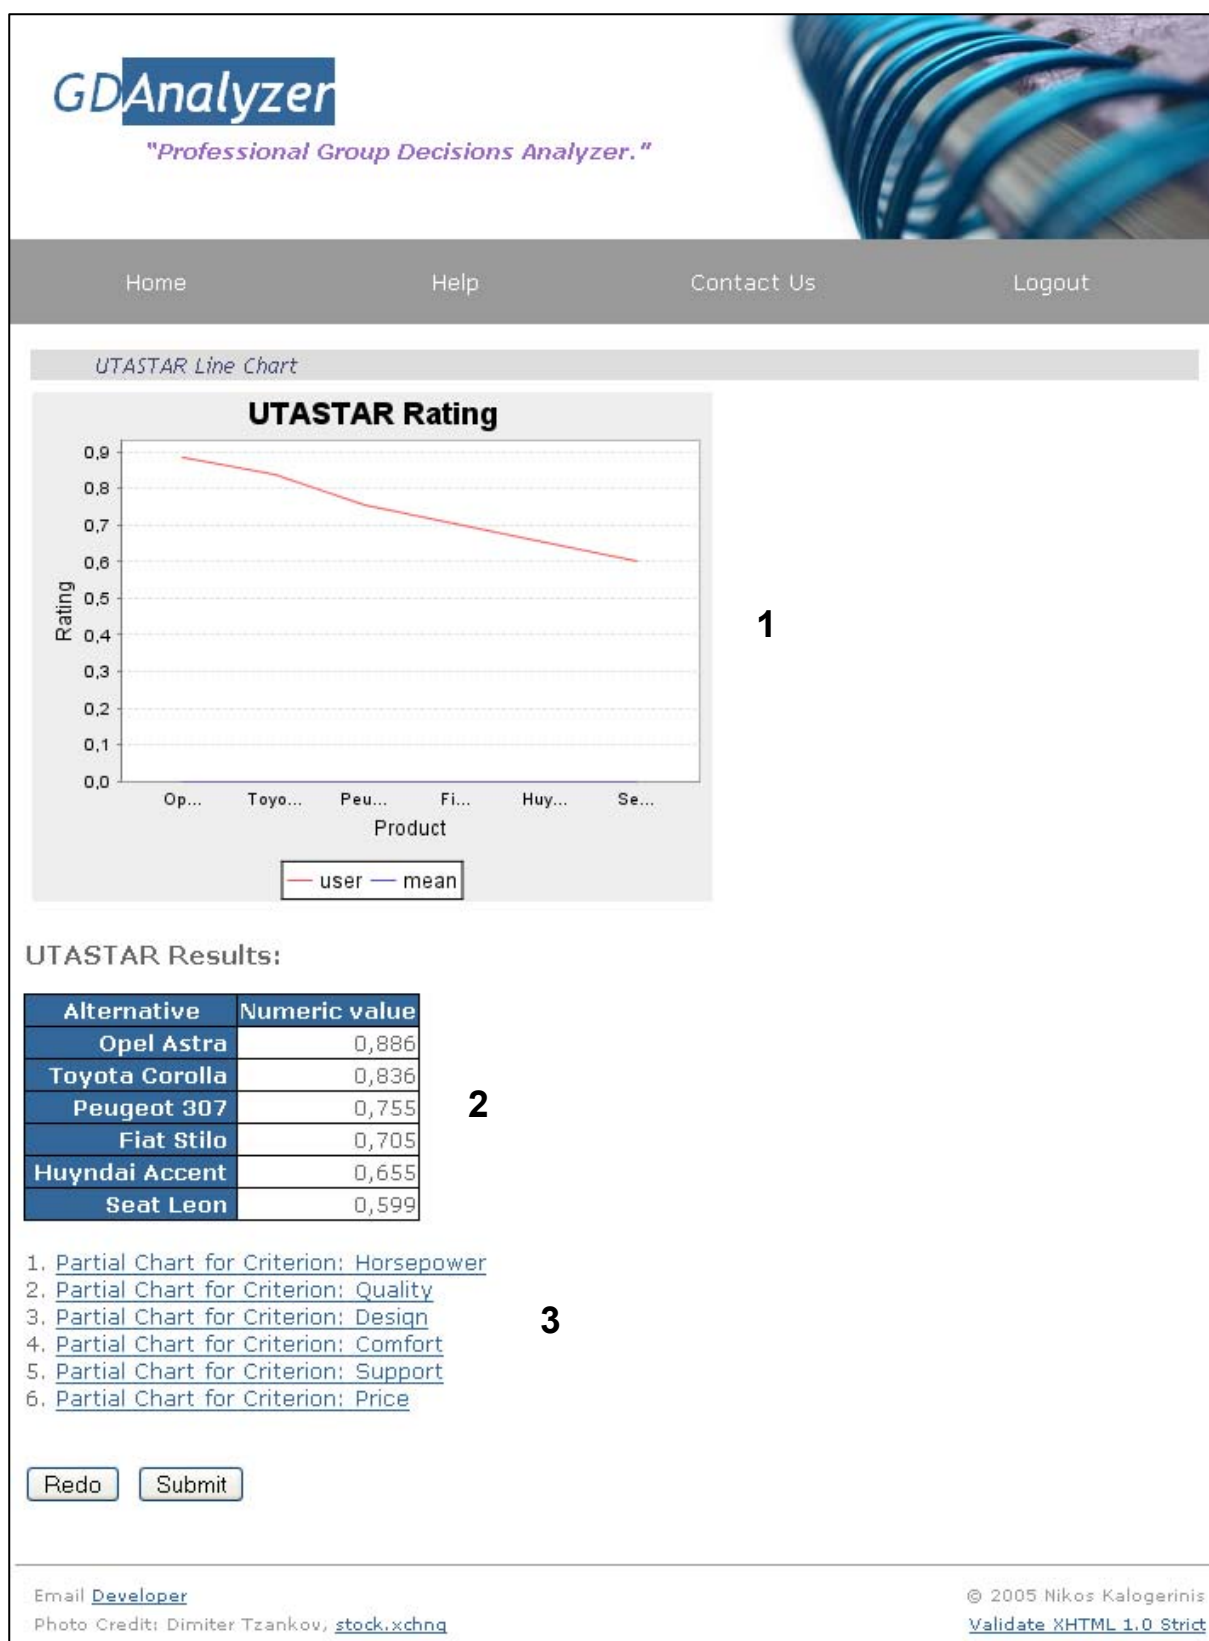 GDAnalyzer
"Professional Group Decisions Analyzer."
Home Help Contact Us Logout
UTASTAR Line Chart
UTASTAR Rating
0,9
0,8
0,7
0,6
0,5
0,4
0,3
0,2
0,1
0,0
Rating
Op... Toyo... Peu... Fi... Huy... Se...
Product
user mean
1
UTASTAR Results:
Alternative Numeric value
Opel Astra 0,886
Toyota Corolla 0,836
Peugeot 307 0,755
Fiat Stilo 0,705
Huyndai Accent 0,655
Seat Leon 0,599
2
1. Partial Chart for Criterion: Horsepower
2. Partial Chart for Criterion: Quality
3. Partial Chart for Criterion: Design
4. Partial Chart for Criterion: Comfort
5. Partial Chart for Criterion: Support
6. Partial Chart for Criterion: Price
3
Redo Submit
Email Developer © 2005 Nikos Kalogerinis
Photo Credit: Dimiter Tzankov, stock.xchng Validate XHTML 1.0 Strict